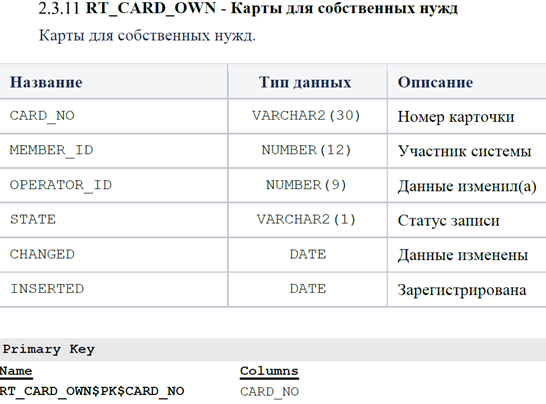 2.3.11 RT_CARD_OWN - Карты для собственных нужд
Карты для собственных нужд.
Название Тип данных Описание
CARD_NO VARCHAR2(30) Номер карточки
MEMBER_ID NUMBER(12) Участник системы
OPERATOR_ID NUMBER(9) Данные изменил(а)
STATE VARCHAR2(1) Статус записи
CHANGED DATE Данные изменены
INSERTED DATE Зарегистрирована
Primary Key
Name Columns
RT_CARD_OWN$PK$CARD_NO CARD_NO